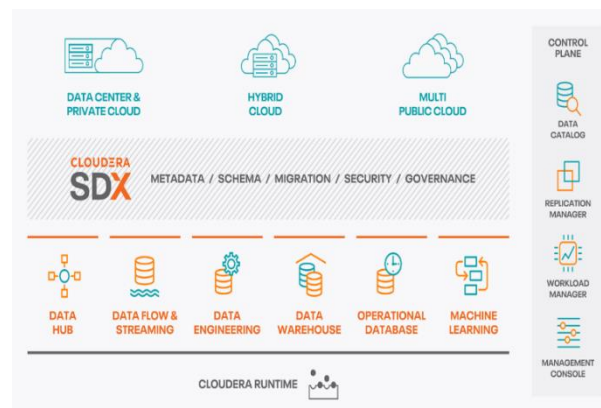 DATA CENTER &
PRIVATE CLOUD
HYBRID
CLOUD
MULTI
PUBLIC CLOUD
CLOUDERA
SDX
METADATA / SCHEMA / MIGRATION / SECURITY / GOVERNANCE
DATA
HUB
DATA FLOW &
STREAMING
DATA
ENGINEERING
DATA
WAREHOUSE
OPERATIONAL
DATABASE
MACHINE
LEARNING
CLOUDERA RUNTIME
CONTROL
PLANE
DATA
CATALOG
REPLICATION
MANAGER
WORKLOAD
MANAGER
MANAGEMENT
CONSOLE